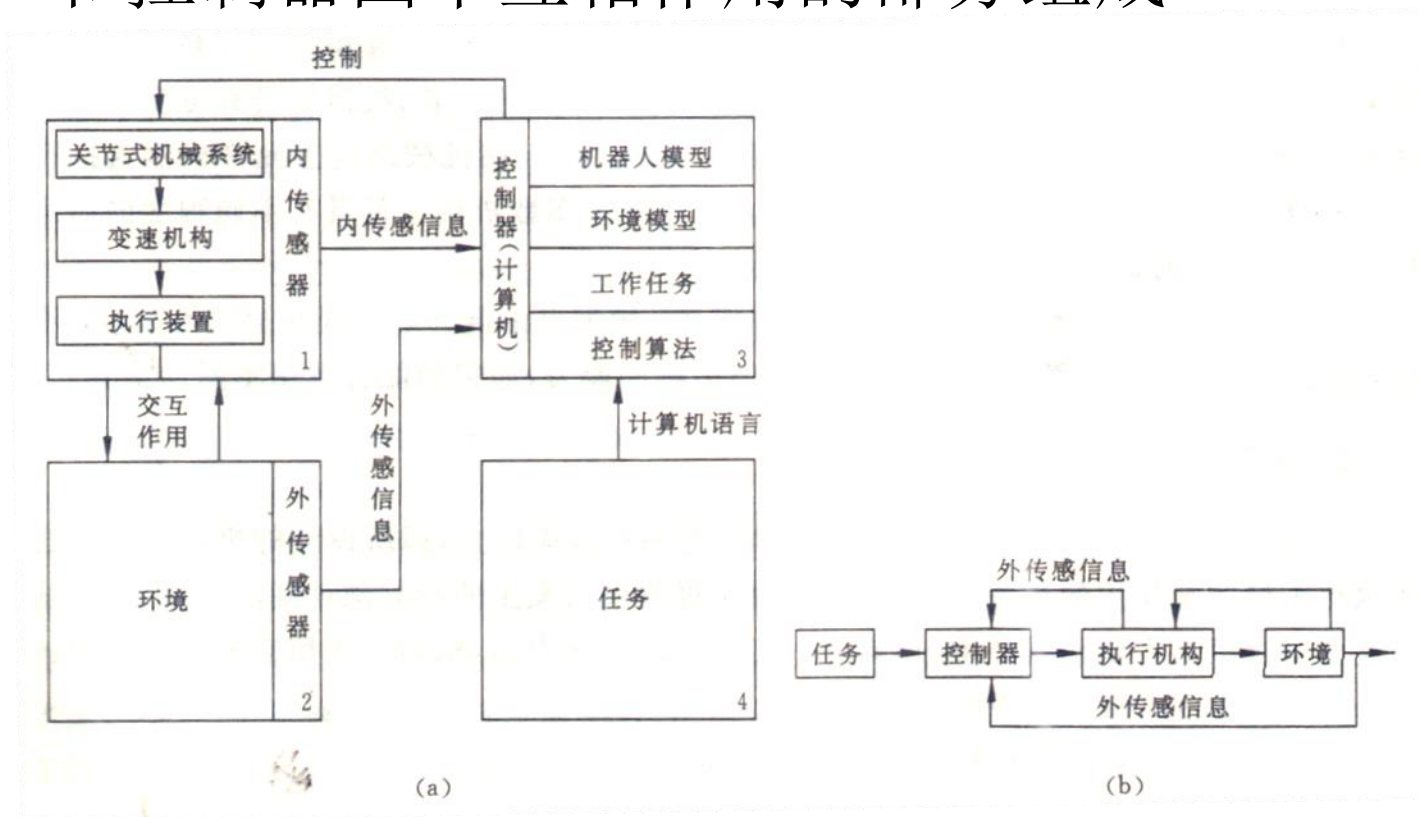 控制
关节式机械系统
变速机构
执行装置
内传感器
1
内传感信息
控制器(计算机)
机器人模型
环境模型
工作任务
控制算法
3
交互
作用
外传感信息
计算机语言
环境
外传感器
2
任务
4
(a)
外传感信息
任务
控制器
执行机构
环境
外传感信息
(b)